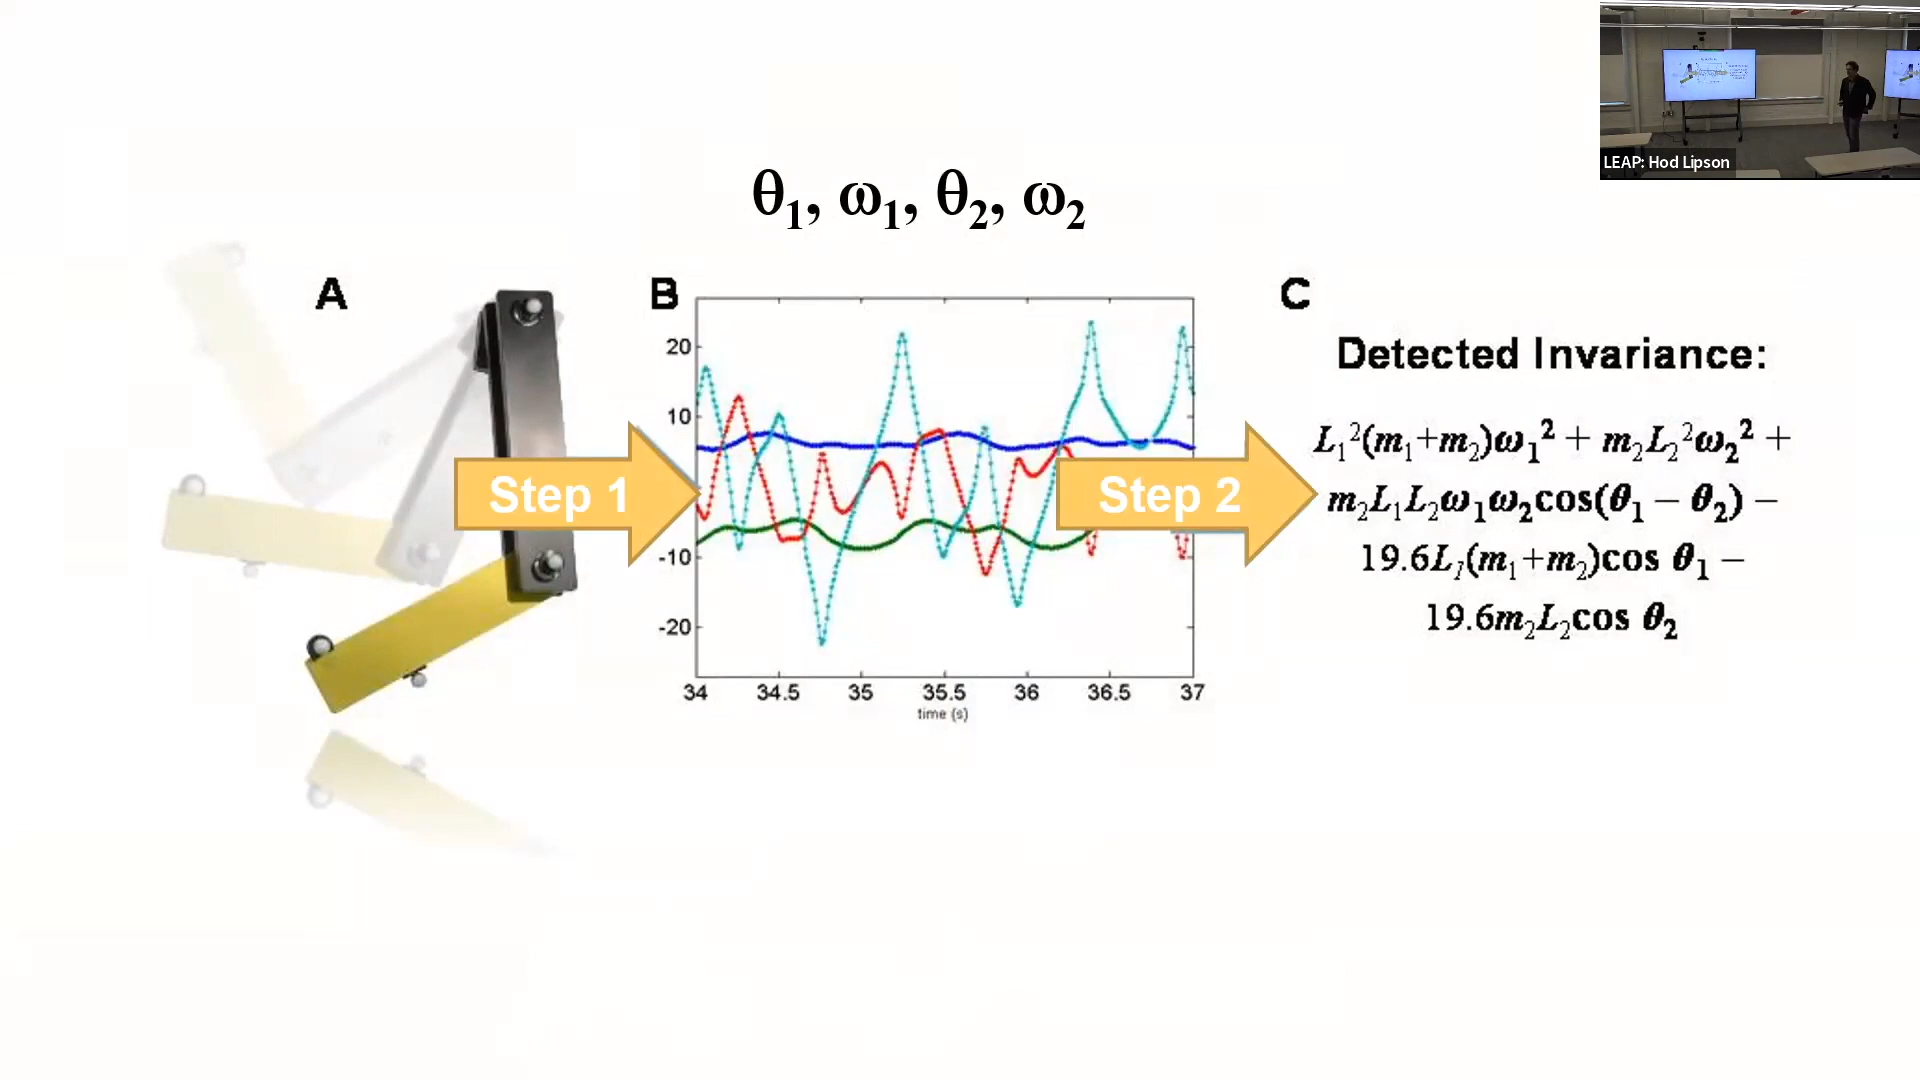 LEAP: Hod Lipson
θ₁, ω₁, θ₂, ω₂
A
B
C
Detected Invariance:
L₁²(m₁+m₂)ω₁² + m₂L₂²ω₂² +
m₂L₁L₂ω₁ω₂cos(θ₁ − θ₂) −
19.6L₁(m₁+m₂)cos θ₁ −
19.6m₂L₂cos θ₂
Step 1
Step 2
20
10
-10
-20
34 34.5 35 35.5 36 36.5 37
time (s)